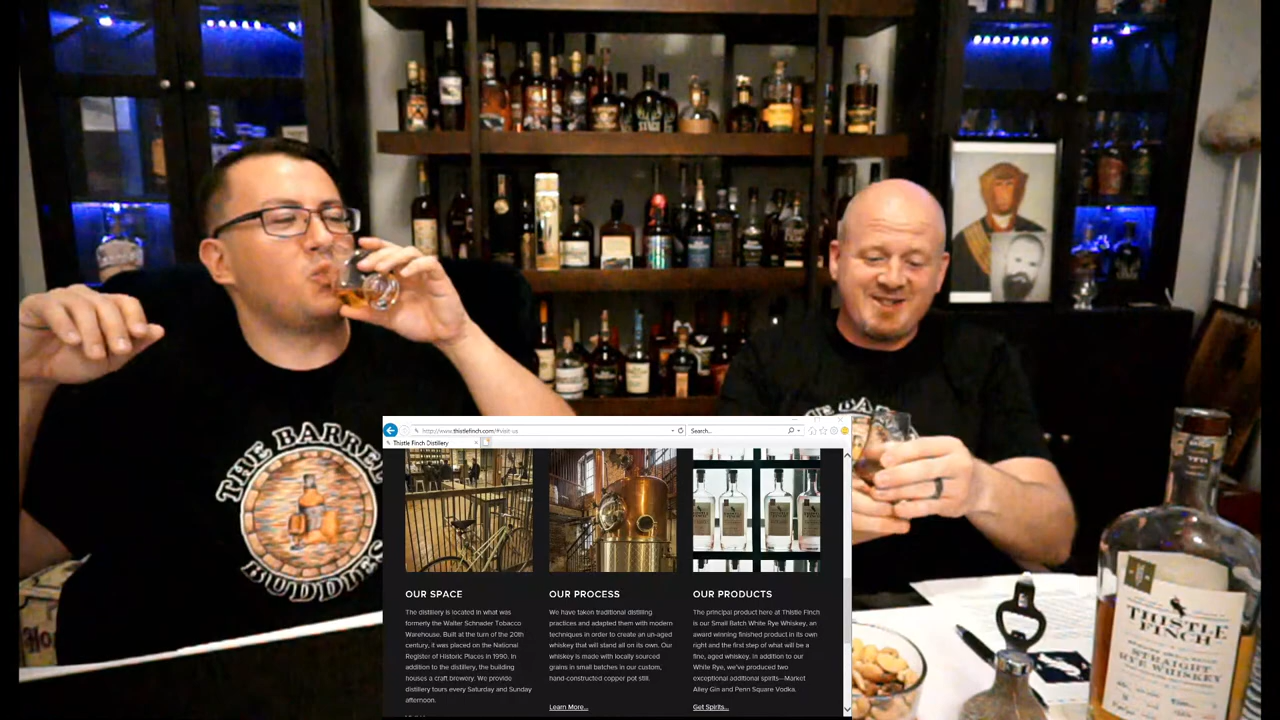 THE BARREL
BUDDIES
THE BARREL
http://www.thistlefinch.com/#visit-us
Search...
Thistle Finch Distillery
OUR SPACE
The distillery is located in what was
formerly the Walter Schnader Tobacco
Warehouse. Built at the turn of the 20th
century, it was placed on the National
Register of Historic Places in 1990. In
addition to the distillery, the building
houses a craft brewery. We provide
distillery tours every Saturday and Sunday
afternoon.
OUR PROCESS
We have taken traditional distilling
practices and adapted them with modern
techniques in order to create an un-aged
whiskey that will stand all on its own. Our
whiskey is made with locally sourced
grains in small batches in our custom,
hand-constructed copper pot still.
Learn More...
OUR PRODUCTS
The principal product here at Thistle Finch
is our Small Batch White Rye Whiskey, an
award winning finished product in its own
right and the first step of what will be a
fine, aged whiskey. In addition to our
White Rye, we've produced two
exceptional additional spirits—Market
Alley Gin and Penn Square Vodka.
Get Spirits...
THISTLE
FINCH
STRAIGHT
RYE WHISKEY